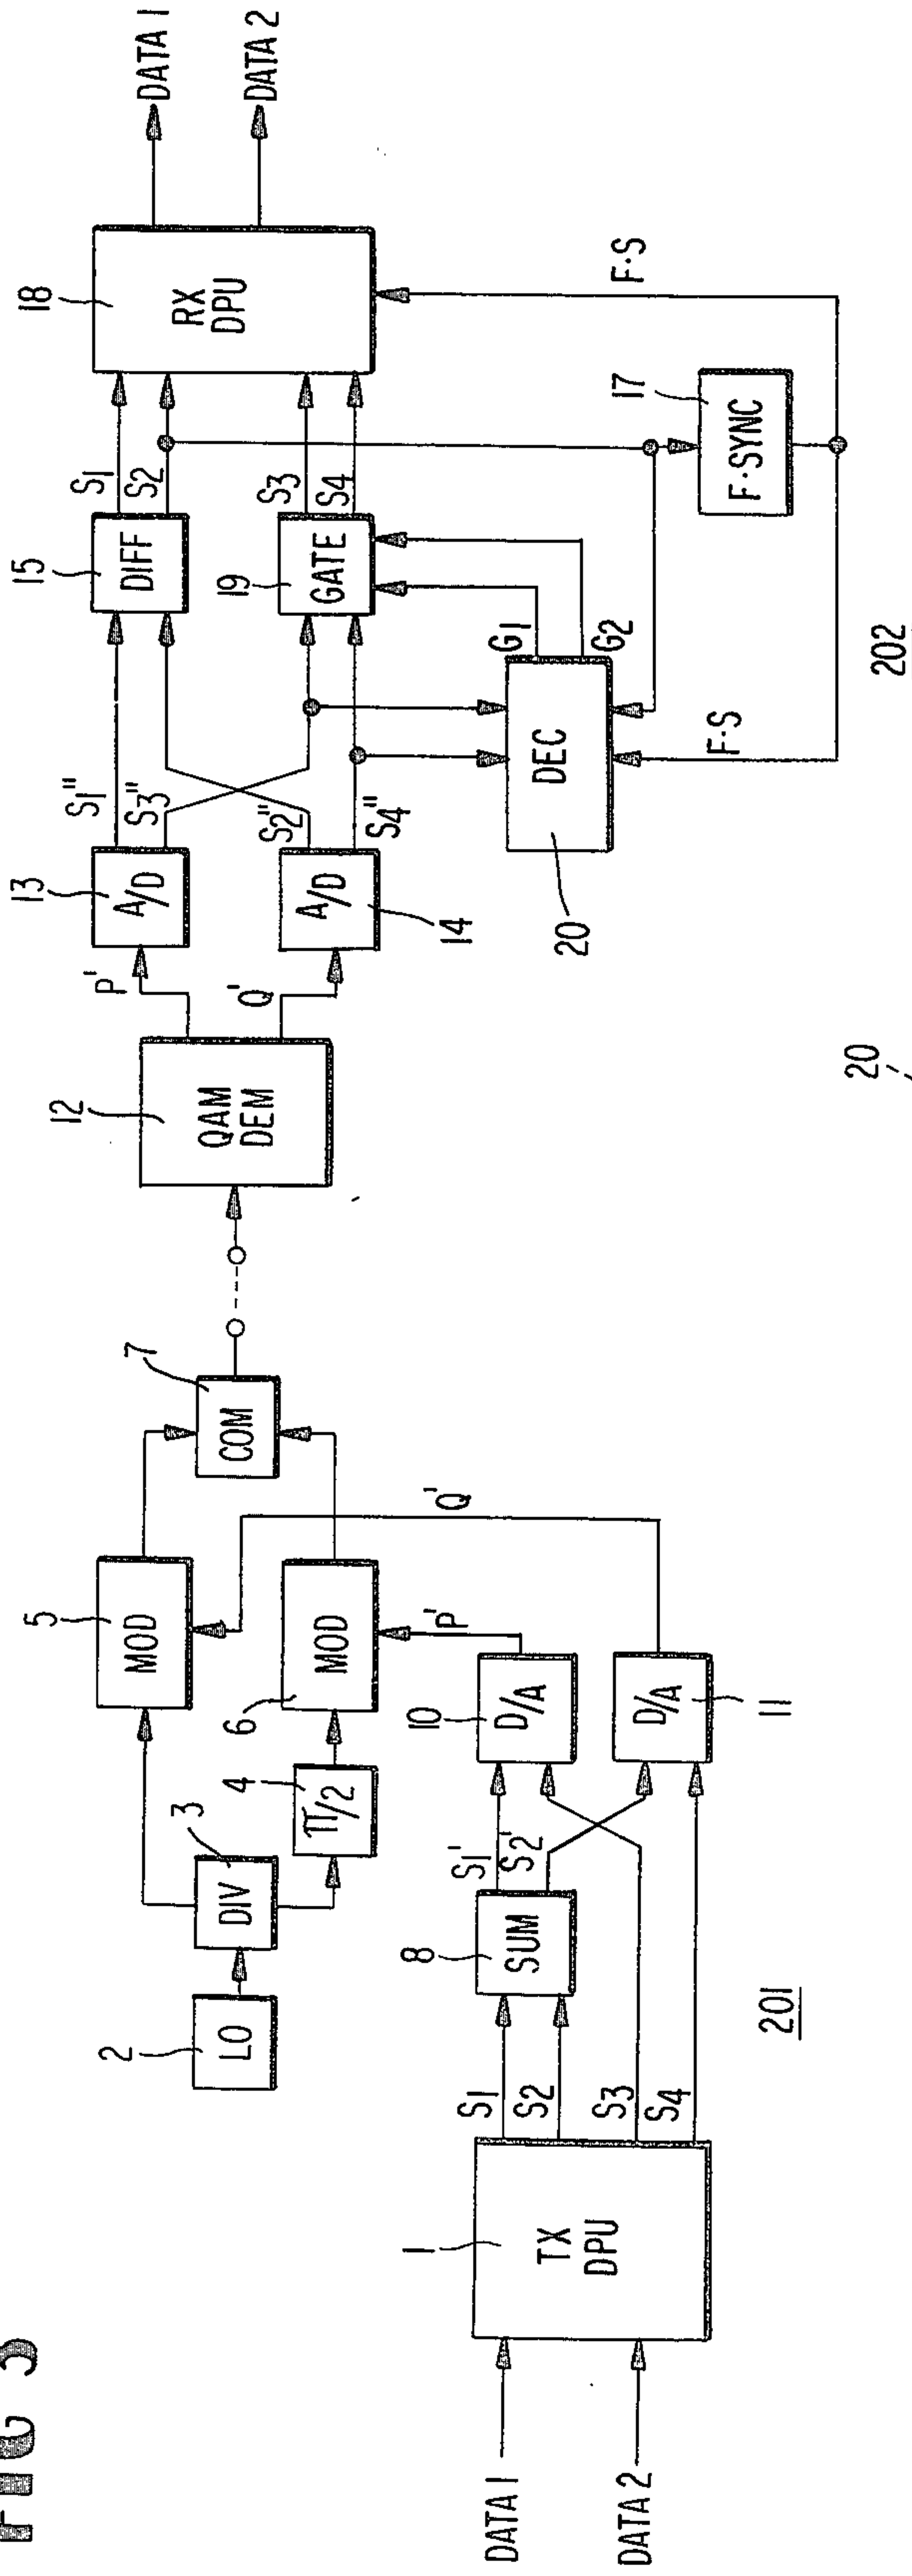 FIG 3
DATA 1
DATA 2
1
TX
DPU
S1
S2
S3
S4
201
8
SUM
S1'
S2'
10
D/A
11
D/A
P'
Q'
2
LO
3
DIV
4
π/2
5
MOD
6
MOD
7
COM
12
QAM
DEM
P'
Q'
13
A/D
14
A/D
S1"
S3"
S2"
S4"
15
DIFF
19
GATE
S1
S2
S3
S4
20
DEC
G1
G2
F·S
17
F·SYNC
F·S
18
RX
DPU
DATA 1
DATA 2
202
20